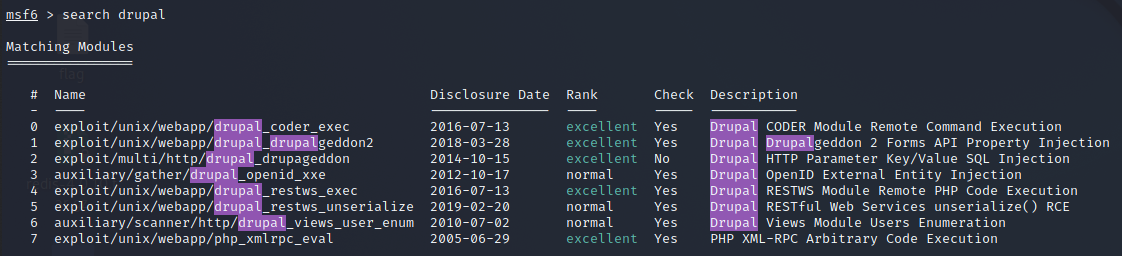 msf6 > search drupal
Matching Modules
================
# Name Disclosure Date Rank Check Description
- ---- --------------- ---- ----- -----------
0 exploit/unix/webapp/drupal_coder_exec 2016-07-13 excellent Yes Drupal CODER Module Remote Command Execution
1 exploit/unix/webapp/drupal_drupalgeddon2 2018-03-28 excellent Yes Drupal Drupalgeddon 2 Forms API Property Injection
2 exploit/multi/http/drupal_drupageddon 2014-10-15 excellent No Drupal HTTP Parameter Key/Value SQL Injection
3 auxiliary/gather/drupal_openid_xxe 2012-10-17 normal Yes Drupal OpenID External Entity Injection
4 exploit/unix/webapp/drupal_restws_exec 2016-07-13 excellent Yes Drupal RESTWS Module Remote PHP Code Execution
5 exploit/unix/webapp/drupal_restws_unserialize 2019-02-20 normal Yes Drupal RESTful Web Services unserialize() RCE
6 auxiliary/scanner/http/drupal_views_user_enum 2010-07-02 normal Yes Drupal Views Module Users Enumeration
7 exploit/unix/webapp/php_xmlrpc_eval 2005-06-29 excellent Yes PHP XML-RPC Arbitrary Code Execution